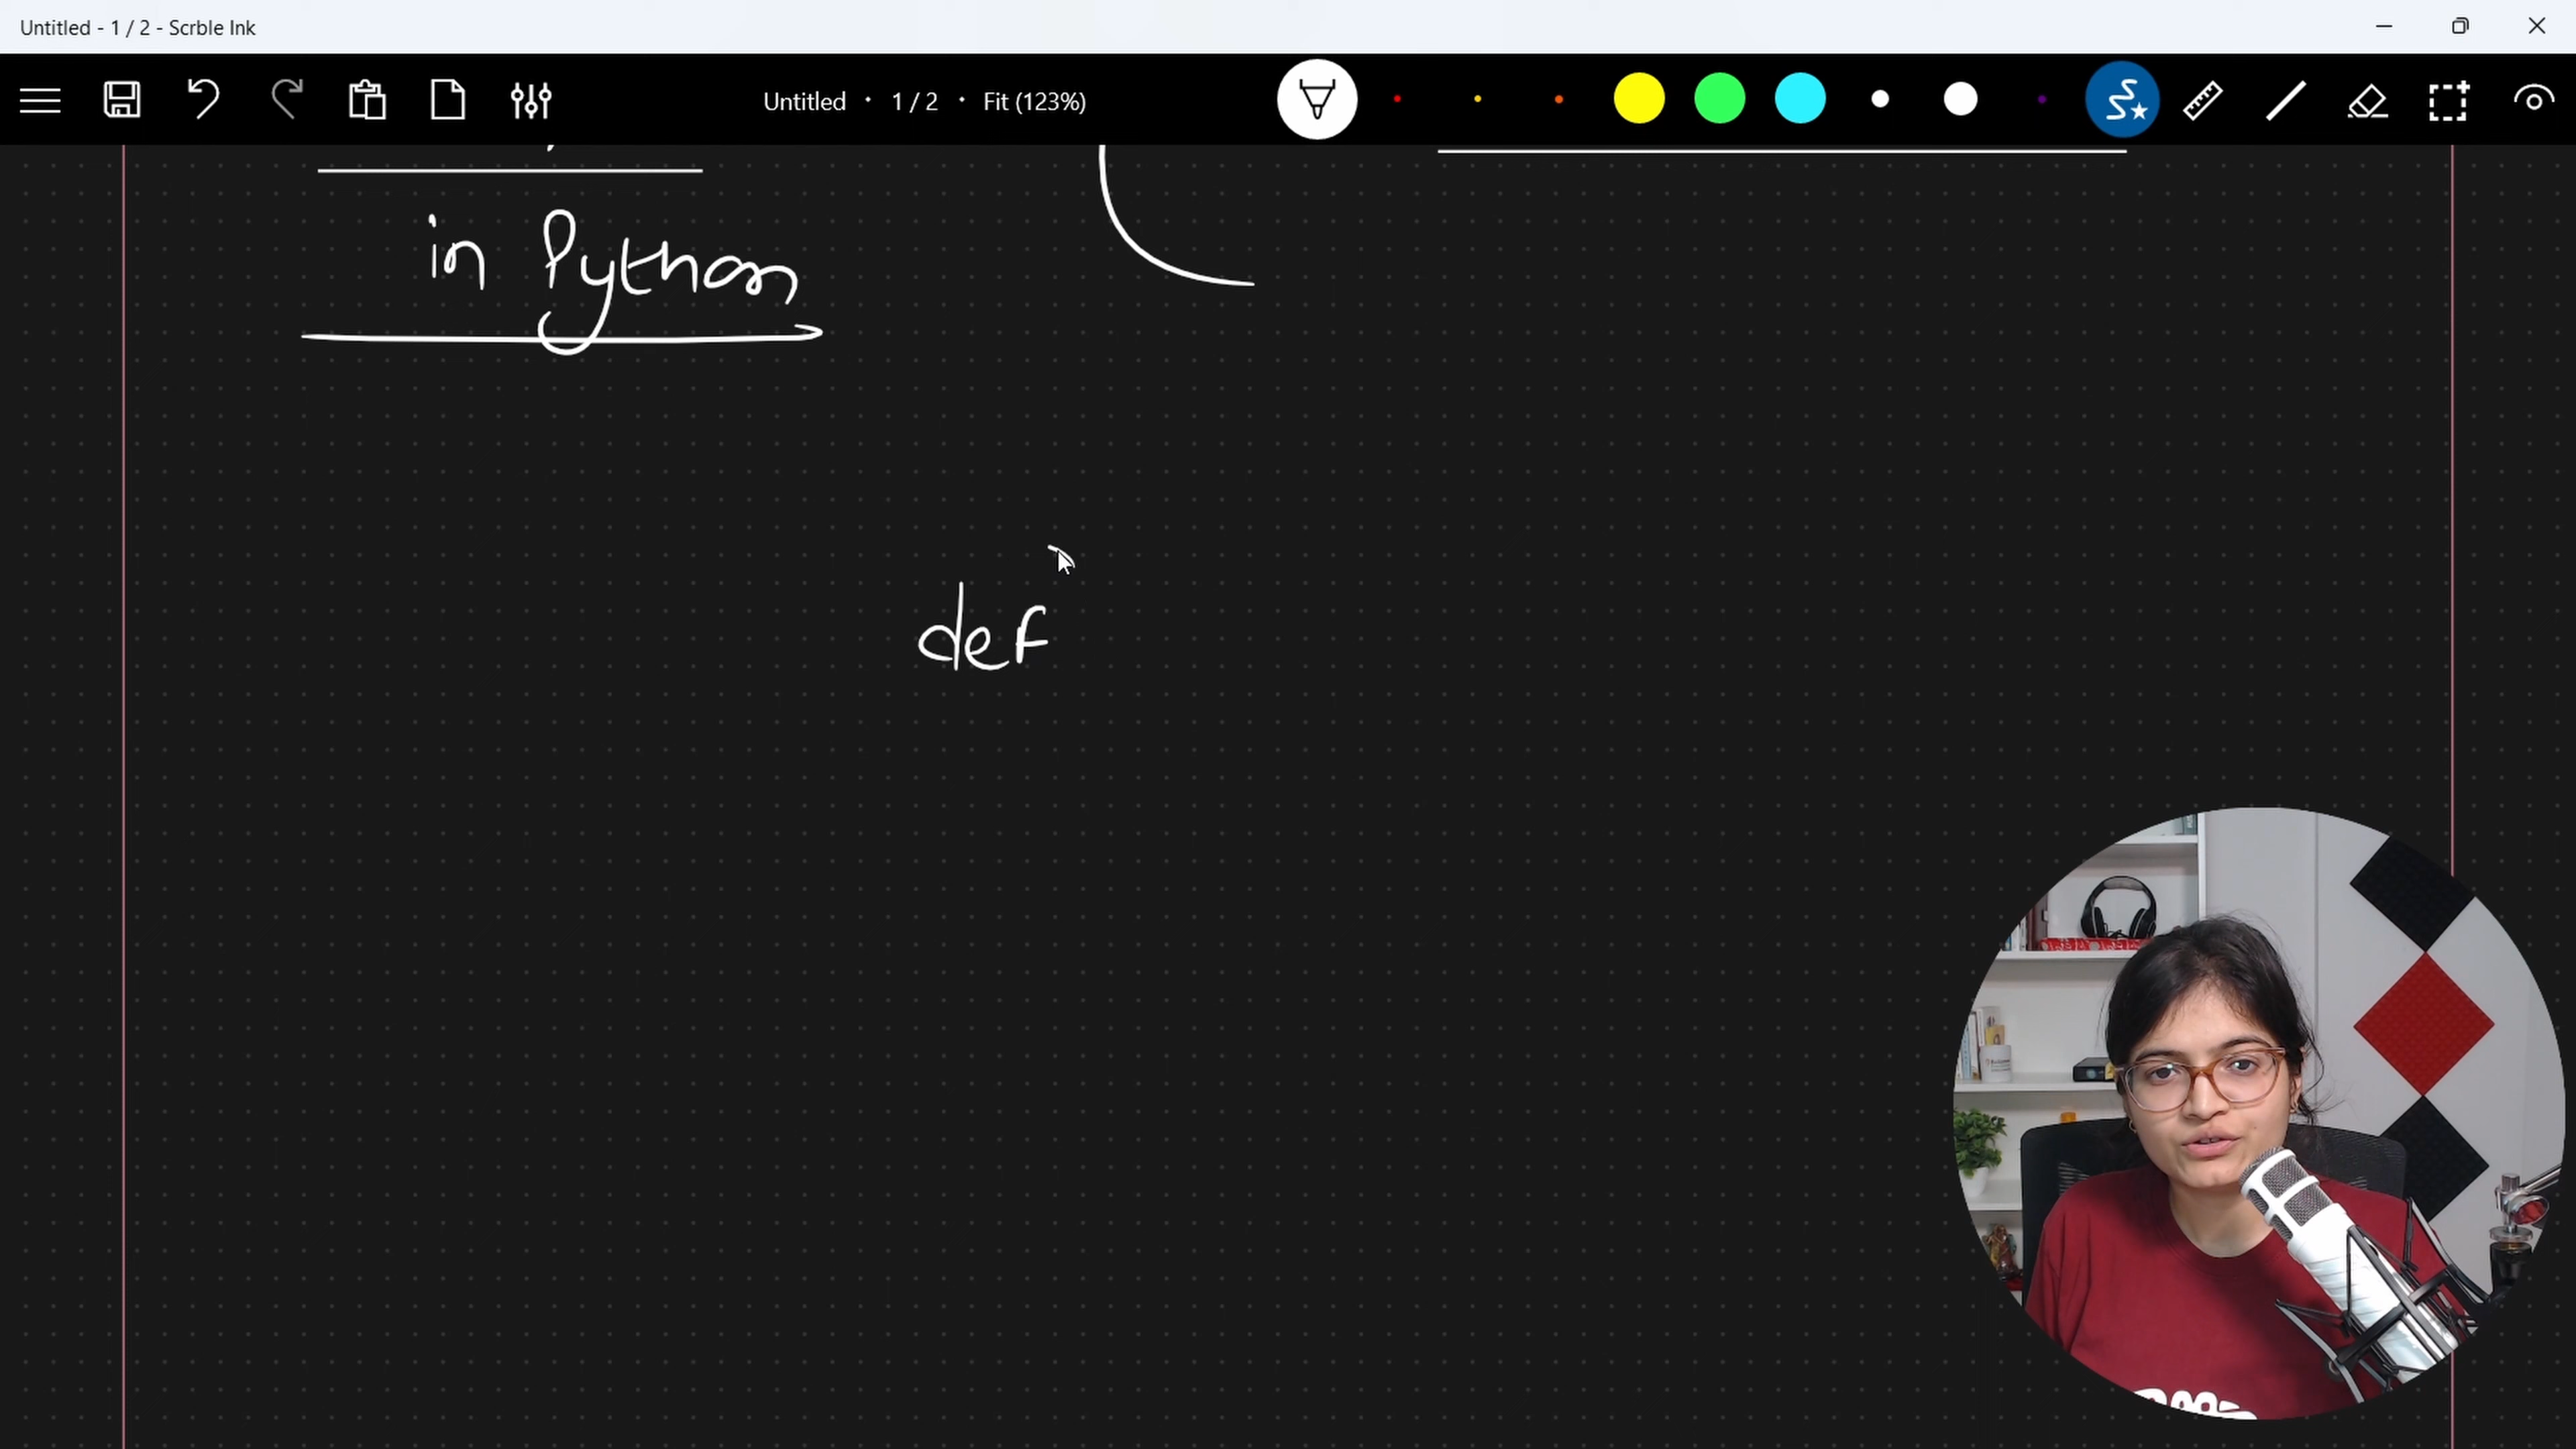 Untitled - 1 / 2 - Scrble Ink
Untitled • 1 / 2 • Fit (123%)
in Python
def